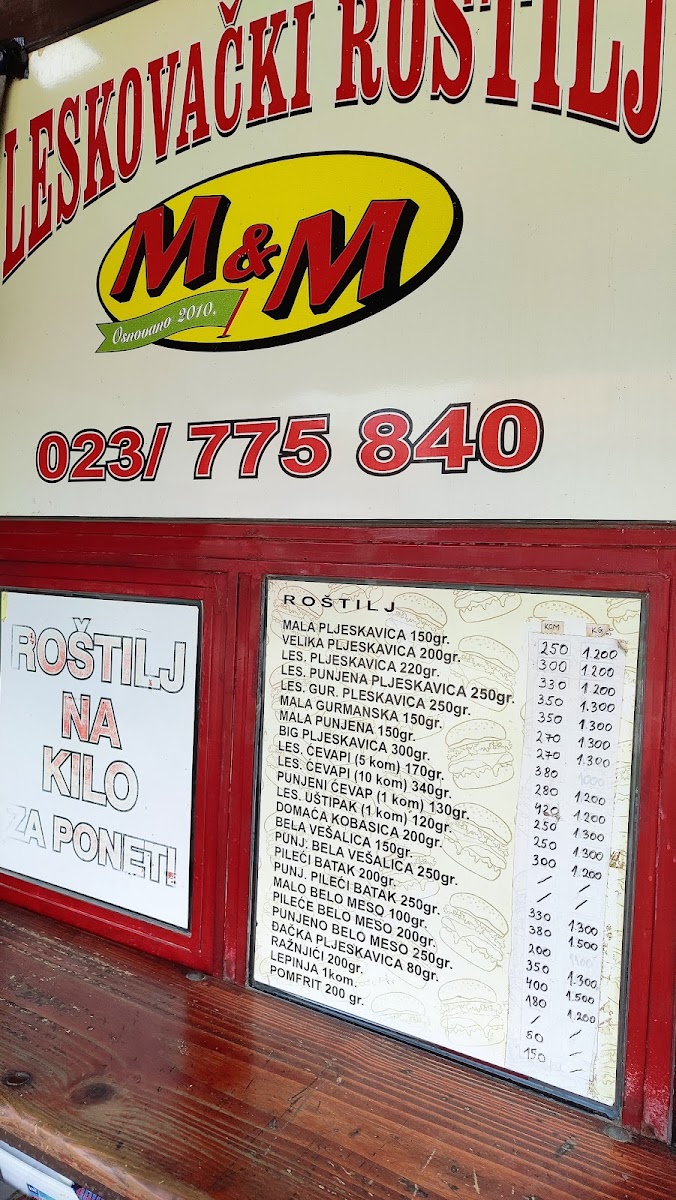 LESKOVAČKI ROŠTILJ
M&M
Osnovano 2010.
023/ 775 840
ROŠTILJ
NA
KILO
ZA PONETI
ROŠTILJ
KOM KG
MALA PLJESKAVICA 150gr. 250 1.200
VELIKA PLJESKAVICA 200gr. 300 1.200
LES. PLJESKAVICA 220gr. 330 1.200
LES. PUNJENA PLJESKAVICA 250gr. 350 1.300
LES. GUR. PLESKAVICA 250gr. 350 1.300
MALA GURMANSKA 150gr. 270 1.300
MALA PUNJENA 150gr. 270 1.300
BIG PLJESKAVICA 300gr. 380
LES. ĆEVAPI (5 kom) 170gr. 280 1.200
LES. ĆEVAPI (10 kom) 340gr. 420
PUNJENI ČEVAP (1 kom) 130gr. 250 1.300
LES. UŠTIPAK (1 kom) 120gr. 250 1.300
DOMAĆA KOBASICA 200gr. 300 1.200
BELA VEŠALICA 150gr. / /
PUNJ. BELA VEŠALICA 250gr. / /
PILEĆI BATAK 200gr. 330 1300
PUNJ. PILEĆI BATAK 250gr. 380 1.500
MALO BELO MESO 100gr. 200
PILEĆE BELO MESO 200gr. 350 1.300
PUNJENO BELO MESO 250gr. 400 1.500
ĐAČKA PLJESKAVICA 80gr. 180 1.200
RAŽNJIĆI 200gr. / /
LEPINJA 1kom. 60 /
POMFRIT 200 gr. 150 /